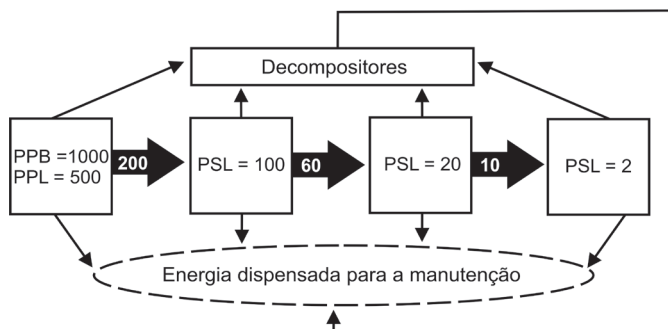 Decompositores
PPB =1000
PPL = 500
200
PSL = 100
60
PSL = 20
10
PSL = 2
Energia dispensada para a manutenção